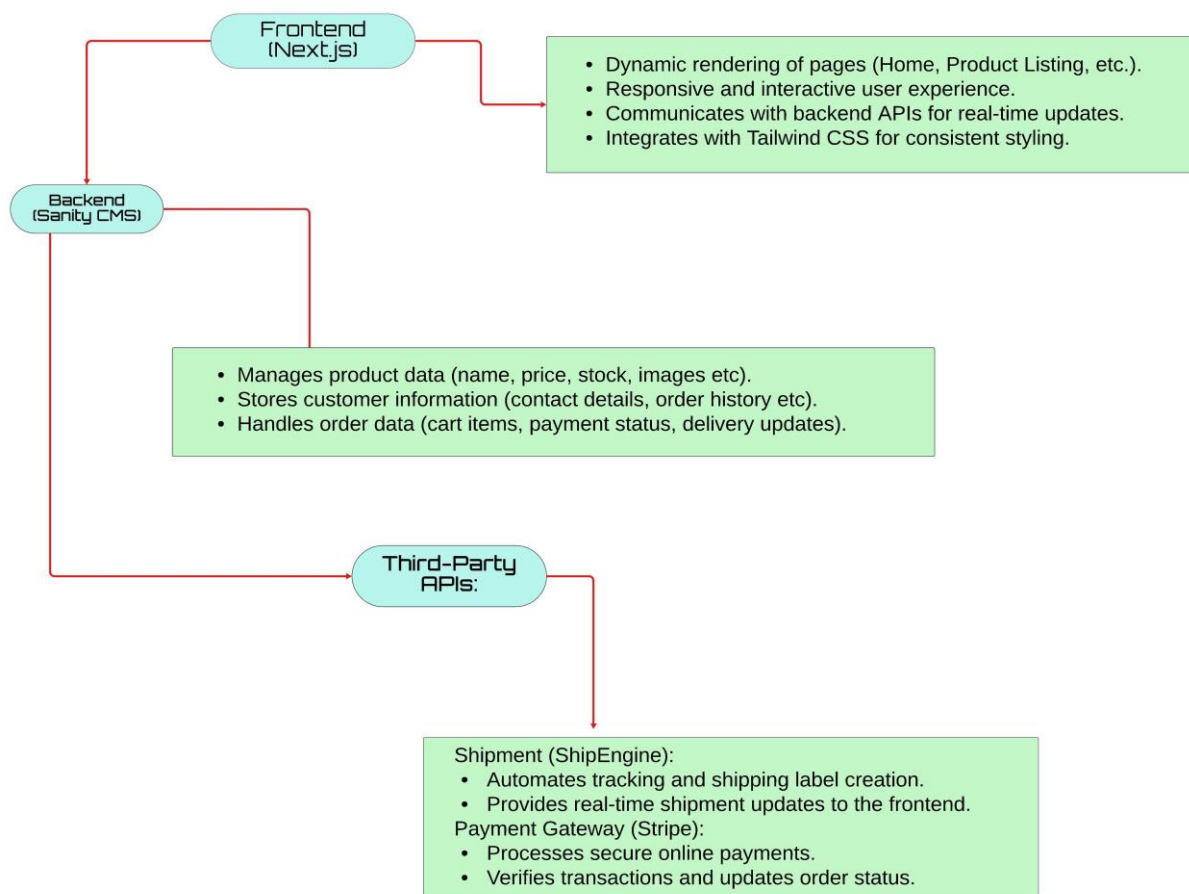 Frontend
(Next.js)
• Dynamic rendering of pages (Home, Product Listing, etc.).
• Responsive and interactive user experience.
• Communicates with backend APIs for real-time updates.
• Integrates with Tailwind CSS for consistent styling.
Backend
(Sanity CMS)
• Manages product data (name, price, stock, images etc).
• Stores customer information (contact details, order history etc).
• Handles order data (cart items, payment status, delivery updates).
Third-Party
APIs:
Shipment (ShipEngine):
• Automates tracking and shipping label creation.
• Provides real-time shipment updates to the frontend.
Payment Gateway (Stripe):
• Processes secure online payments.
• Verifies transactions and updates order status.